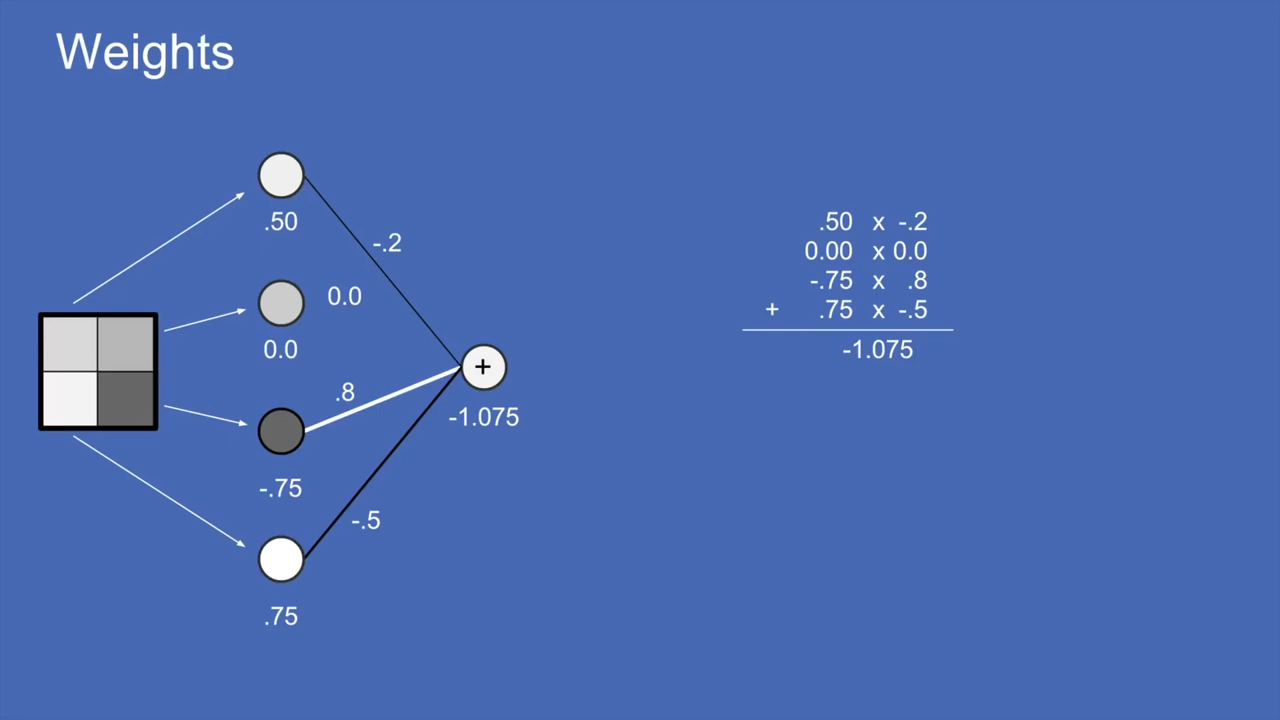 Weights
.50
-.2
0.0
0.0
.8
+
-1.075
-.75
-.5
.75
.50 x -.2
0.00 x 0.0
-.75 x .8
+ .75 x -.5
-1.075